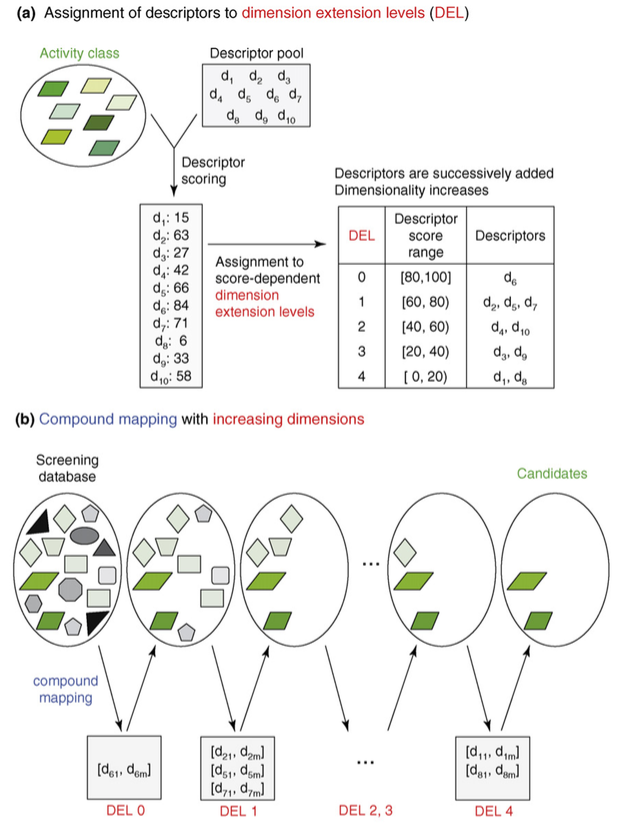 (a) Assignment of descriptors to dimension extension levels (DEL)
Activity class
Descriptor pool
d1 d2 d3
d4 d5 d6 d7
d8 d9 d10
Descriptor
scoring
d1: 15
d2: 63
d3: 27
d4: 42
d5: 66
d6: 84
d7: 71
d8: 6
d9: 33
d10: 58
Assignment to
score-dependent
dimension
extension levels
Descriptors are successively added
Dimensionality increases
DEL Descriptor score range Descriptors
0 [80,100] d6
1 [60, 80) d2, d5, d7
2 [40, 60) d4, d10
3 [20, 40) d3, d9
4 [ 0, 20) d1, d8
(b) Compound mapping with increasing dimensions
Screening
database
Candidates
...
compound
mapping
[d61, d6m]
DEL 0
[d21, d2m]
[d51, d5m]
[d71, d7m]
DEL 1
...
DEL 2, 3
[d11, d1m]
[d81, d8m]
DEL 4